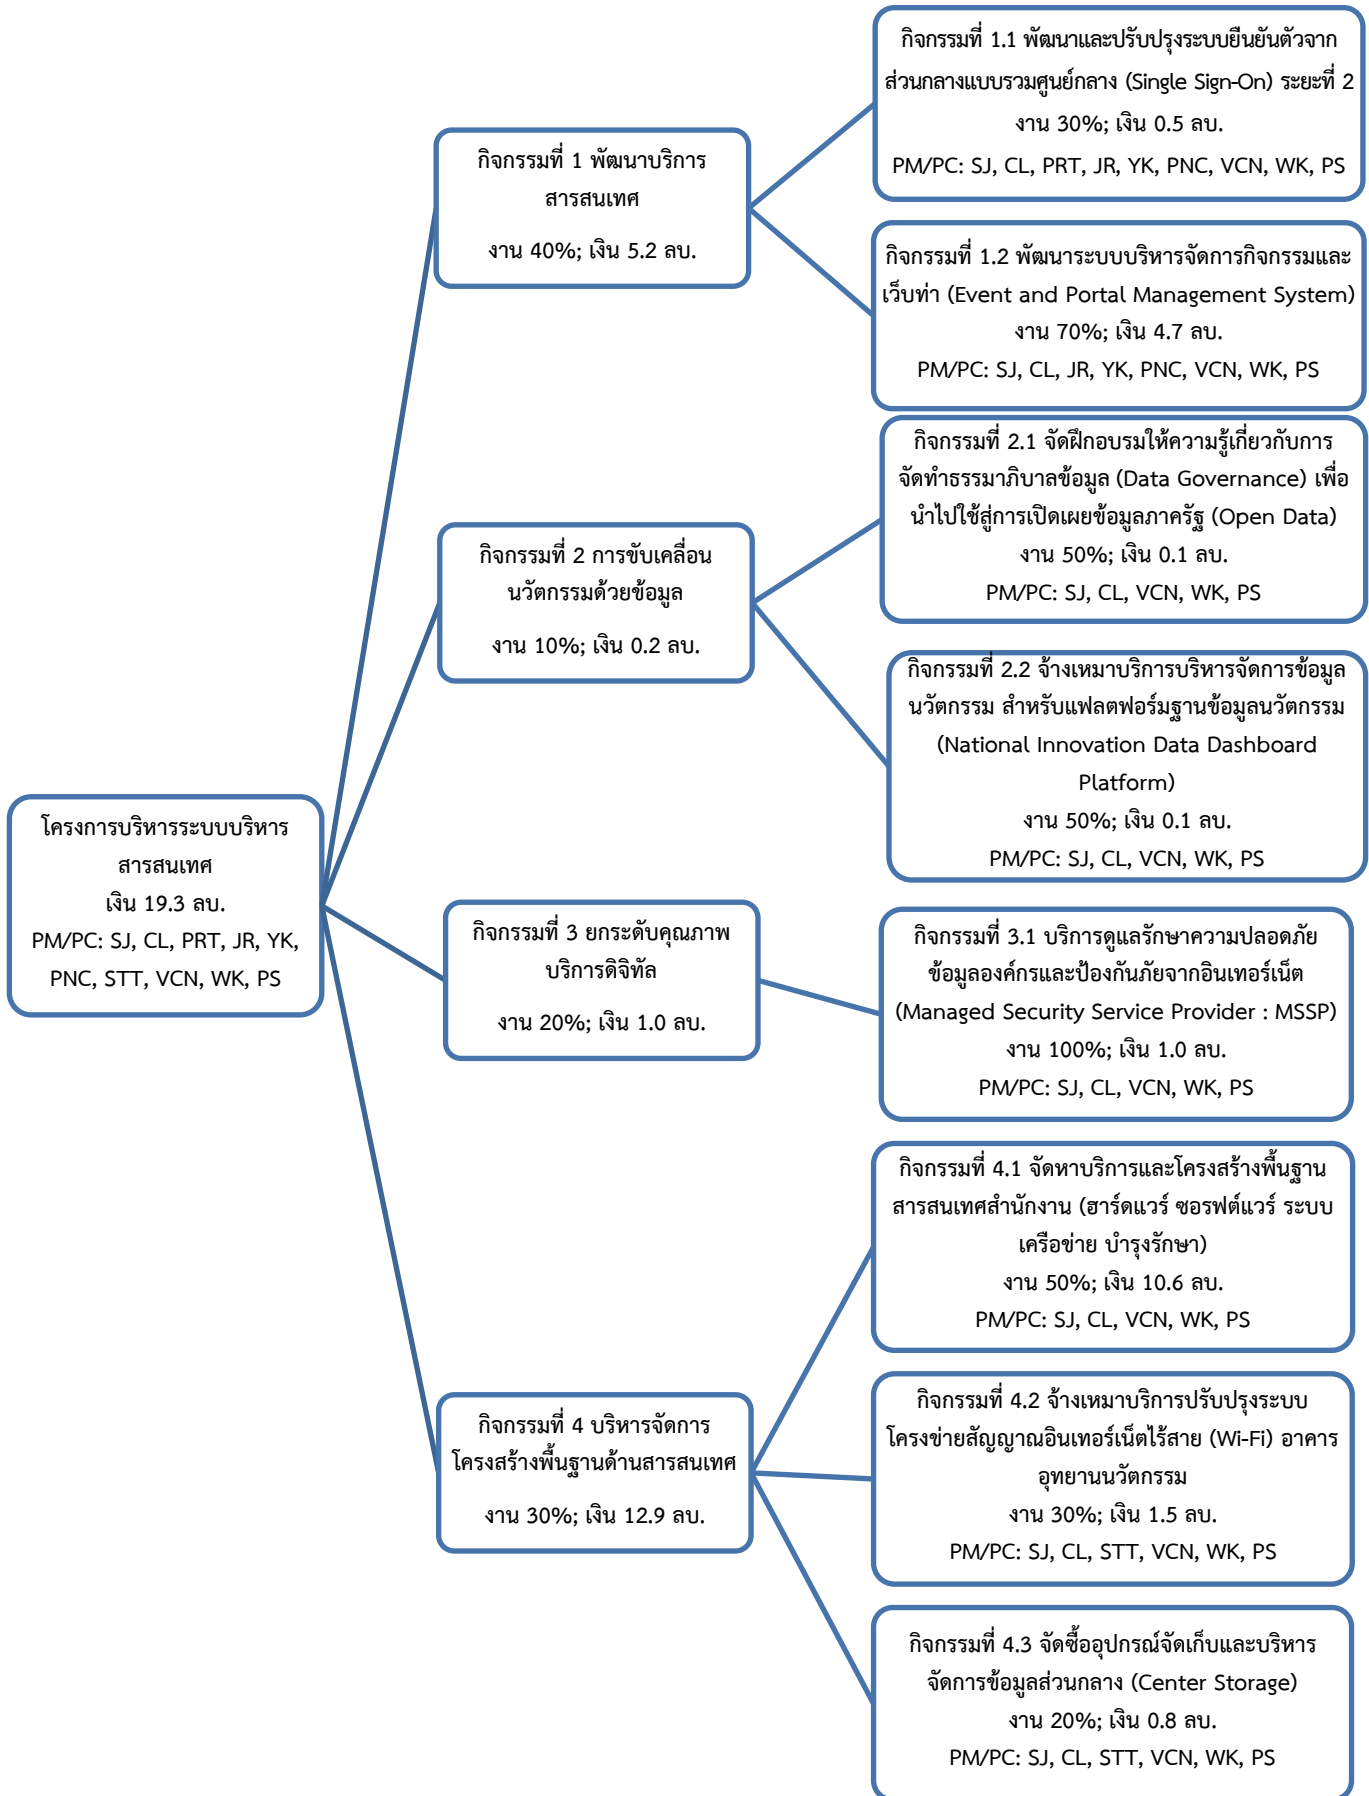 โครงการบริหารระบบบริหาร
สารสนเทศ
เงิน 19.3 ลบ.
PM/PC: SJ, CL, PRT, JR, YK,
PNC, STT, VCN, WK, PS
กิจกรรมที่ 1 พัฒนาบริการ
สารสนเทศ
งาน 40%; เงิน 5.2 ลบ.
กิจกรรมที่ 1.1 พัฒนาและปรับปรุงระบบยืนยันตัวจาก
ส่วนกลางแบบรวมศูนย์กลาง (Single Sign-On) ระยะที่ 2
งาน 30%; เงิน 0.5 ลบ.
PM/PC: SJ, CL, PRT, JR, YK, PNC, VCN, WK, PS
กิจกรรมที่ 1.2 พัฒนาระบบบริหารจัดการกิจกรรมและ
เว็บท่า (Event and Portal Management System)
งาน 70%; เงิน 4.7 ลบ.
PM/PC: SJ, CL, JR, YK, PNC, VCN, WK, PS
กิจกรรมที่ 2 การขับเคลื่อน
นวัตกรรมด้วยข้อมูล
งาน 10%; เงิน 0.2 ลบ.
กิจกรรมที่ 2.1 จัดฝึกอบรมให้ความรู้เกี่ยวกับการ
จัดทำธรรมาภิบาลข้อมูล (Data Governance) เพื่อ
นำไปใช้สู่การเปิดเผยข้อมูลภาครัฐ (Open Data)
งาน 50%; เงิน 0.1 ลบ.
PM/PC: SJ, CL, VCN, WK, PS
กิจกรรมที่ 2.2 จ้างเหมาบริการบริหารจัดการข้อมูล
นวัตกรรม สำหรับแฟลตฟอร์มฐานข้อมูลนวัตกรรม
(National Innovation Data Dashboard
Platform)
งาน 50%; เงิน 0.1 ลบ.
PM/PC: SJ, CL, VCN, WK, PS
กิจกรรมที่ 3 ยกระดับคุณภาพ
บริการดิจิทัล
งาน 20%; เงิน 1.0 ลบ.
กิจกรรมที่ 3.1 บริการดูแลรักษาความปลอดภัย
ข้อมูลองค์กรและป้องกันภัยจากอินเทอร์เน็ต
(Managed Security Service Provider : MSSP)
งาน 100%; เงิน 1.0 ลบ.
PM/PC: SJ, CL, VCN, WK, PS
กิจกรรมที่ 4 บริหารจัดการ
โครงสร้างพื้นฐานด้านสารสนเทศ
งาน 30%; เงิน 12.9 ลบ.
กิจกรรมที่ 4.1 จัดหาบริการและโครงสร้างพื้นฐาน
สารสนเทศสำนักงาน (ฮาร์ดแวร์ ซอรฟต์แวร์ ระบบ
เครือข่าย บำรุงรักษา)
งาน 50%; เงิน 10.6 ลบ.
PM/PC: SJ, CL, VCN, WK, PS
กิจกรรมที่ 4.2 จ้างเหมาบริการปรับปรุงระบบ
โครงข่ายสัญญาณอินเทอร์เน็ตไร้สาย (Wi-Fi) อาคาร
อุทยานนวัตกรรม
งาน 30%; เงิน 1.5 ลบ.
PM/PC: SJ, CL, STT, VCN, WK, PS
กิจกรรมที่ 4.3 จัดซื้ออุปกรณ์จัดเก็บและบริหาร
จัดการข้อมูลส่วนกลาง (Center Storage)
งาน 20%; เงิน 0.8 ลบ.
PM/PC: SJ, CL, STT, VCN, WK, PS